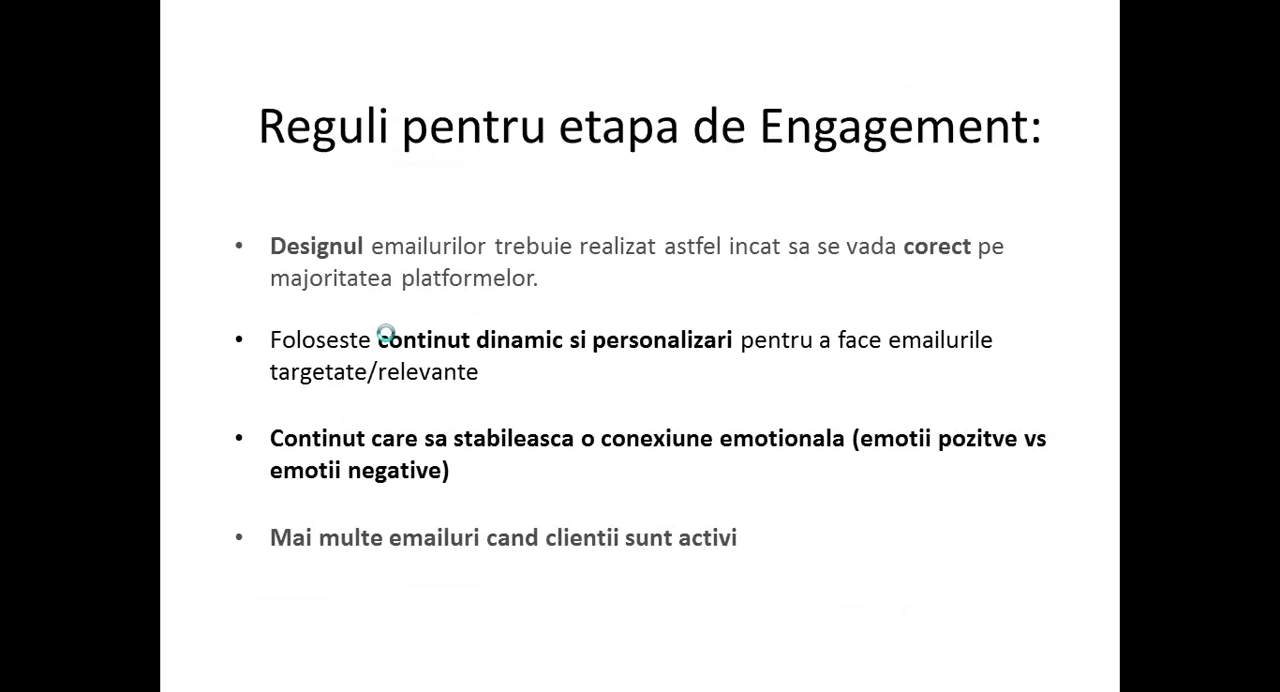 Reguli pentru etapa de Engagement:
• Designul emailurilor trebuie realizat astfel incat sa se vada corect pe
majoritatea platformelor.
• Foloseste continut dinamic si personalizari pentru a face emailurile
targetate/relevante
• Continut care sa stabileasca o conexiune emotionala (emotii pozitve vs
emotii negative)
• Mai multe emailuri cand clientii sunt activi